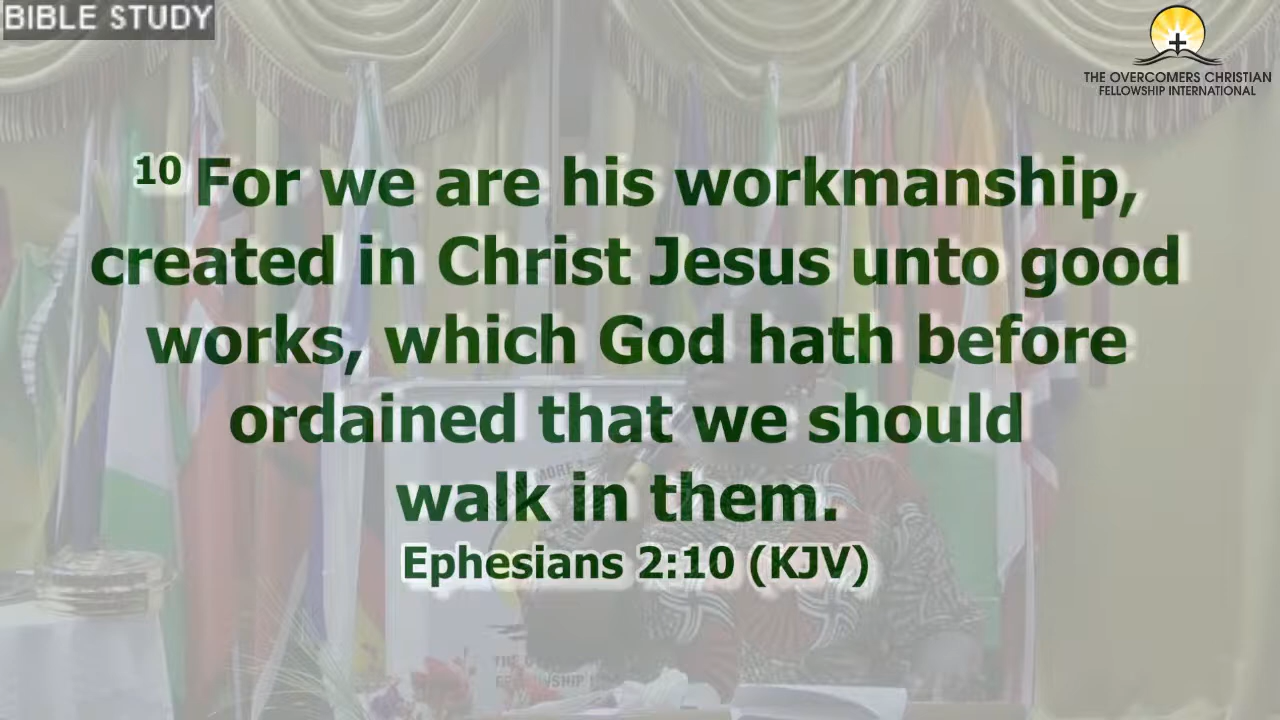 BIBLE STUDY
THE OVERCOMERS CHRISTIAN
FELLOWSHIP INTERNATIONAL
10 For we are his workmanship,
created in Christ Jesus unto good
works, which God hath before
ordained that we should
walk in them.
Ephesians 2:10 (KJV)